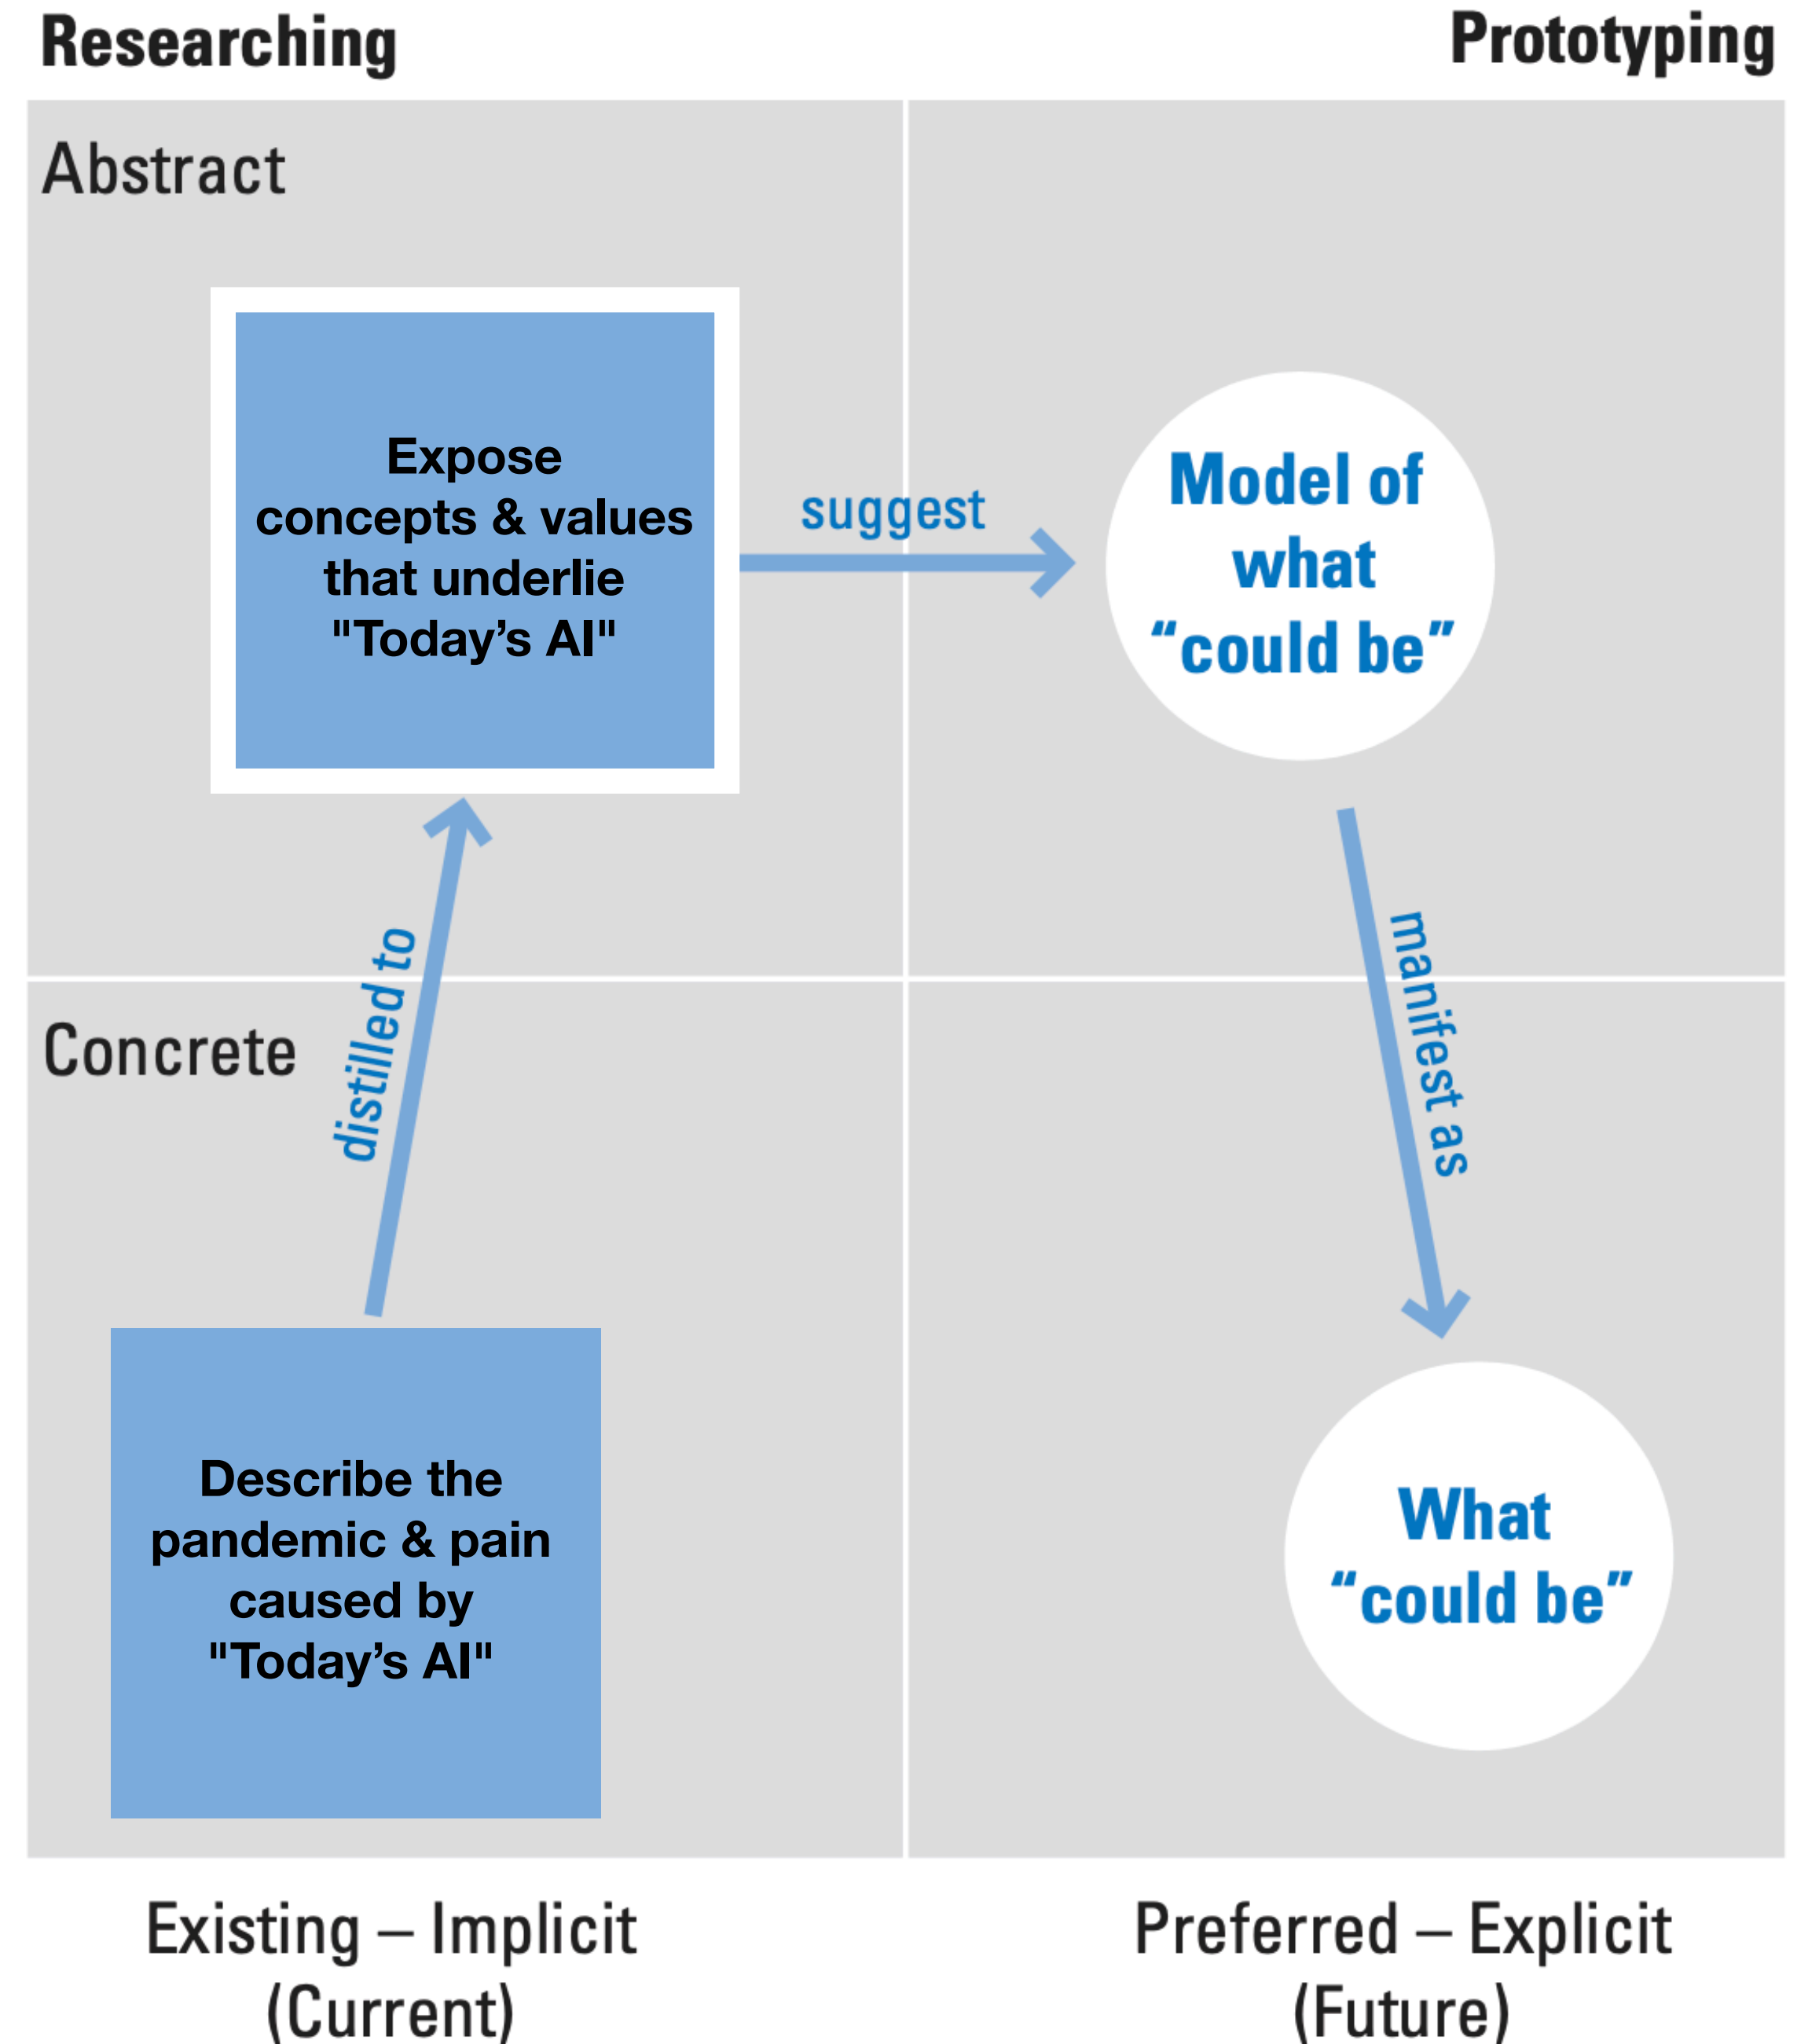 Researching
Prototyping
Abstract
Expose
concepts & values
that underlie
"Today’s AI"
suggest
Model of
what
“could be”
distilled to
manifest as
Concrete
Describe the
pandemic & pain
caused by
"Today’s AI"
What
“could be”
Existing – Implicit
(Current)
Preferred – Explicit
(Future)